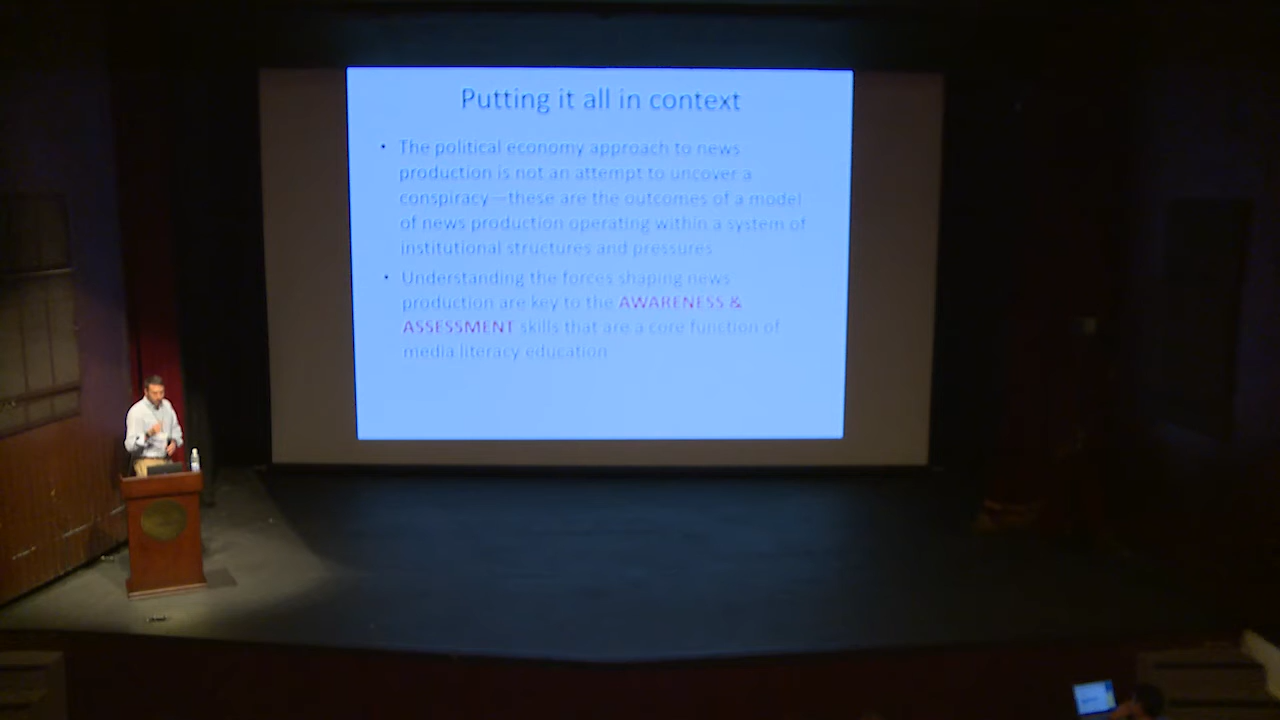 Putting it all in context
• The political economy approach to news
production is not an attempt to uncover a
conspiracy—these are the outcomes of a model
of news production operating within a system of
institutional structures and pressures
• Understanding the forces shaping news
production are key to the AWARENESS &
ASSESSMENT skills that are a core function of
media literacy education